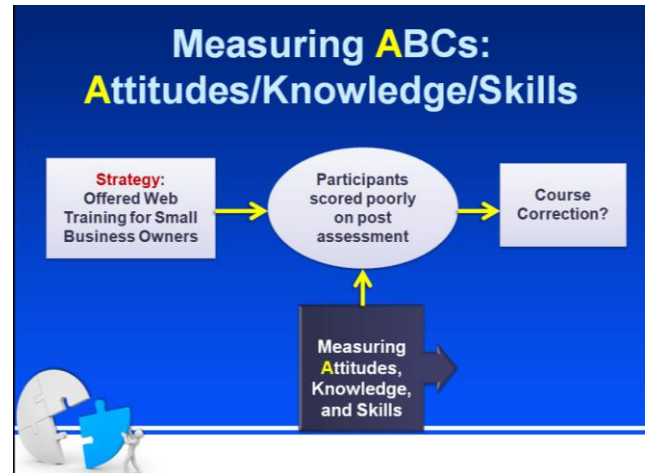 Measuring ABCs:
Attitudes/Knowledge/Skills
Strategy:
Offered Web
Training for Small
Business Owners
Participants
scored poorly
on post
assessment
Course
Correction?
Measuring
Attitudes,
Knowledge,
and Skills